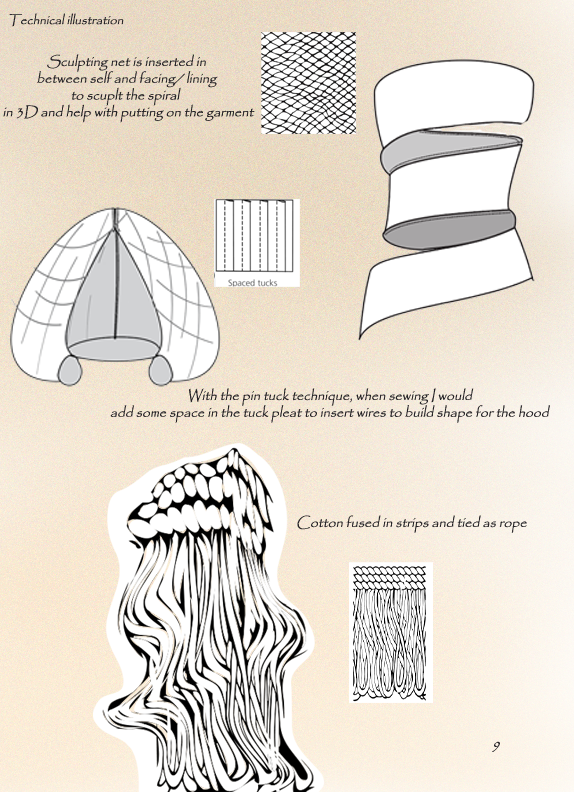 Technical illustration
Sculpting net is inserted in
between self and facing/ lining
to scuplt the spiral
in 3D and help with putting on the garment
Spaced tucks
With the pin tuck technique, when sewing I would
add some space in the tuck pleat to insert wires to build shape for the hood
Cotton fused in strips and tied as rope
9